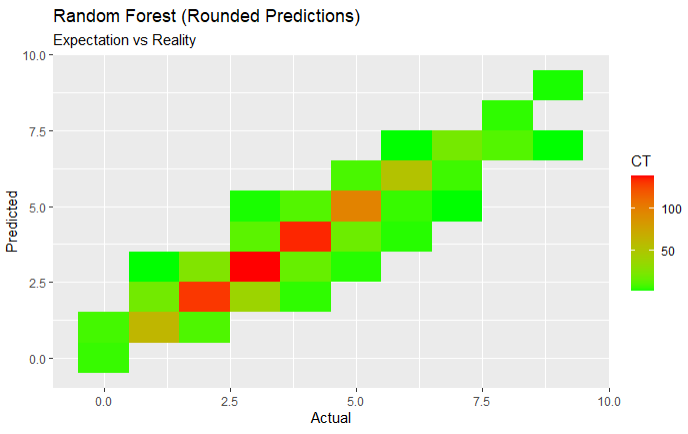 Random Forest (Rounded Predictions)
Expectation vs Reality
10.0
7.5
5.0
2.5
0.0
Predicted
0.0 2.5 5.0 7.5 10.0
Actual
CT
100
50